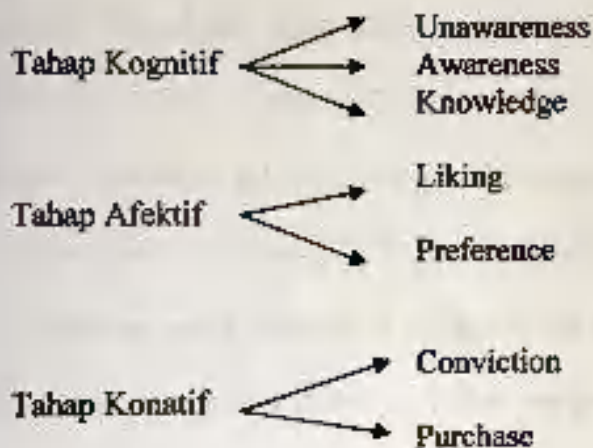 Tahap Kognitif
Unawareness
Awareness
Knowledge
Tahap Afektif
Liking
Preference
Tahap Konatif
Conviction
Purchase